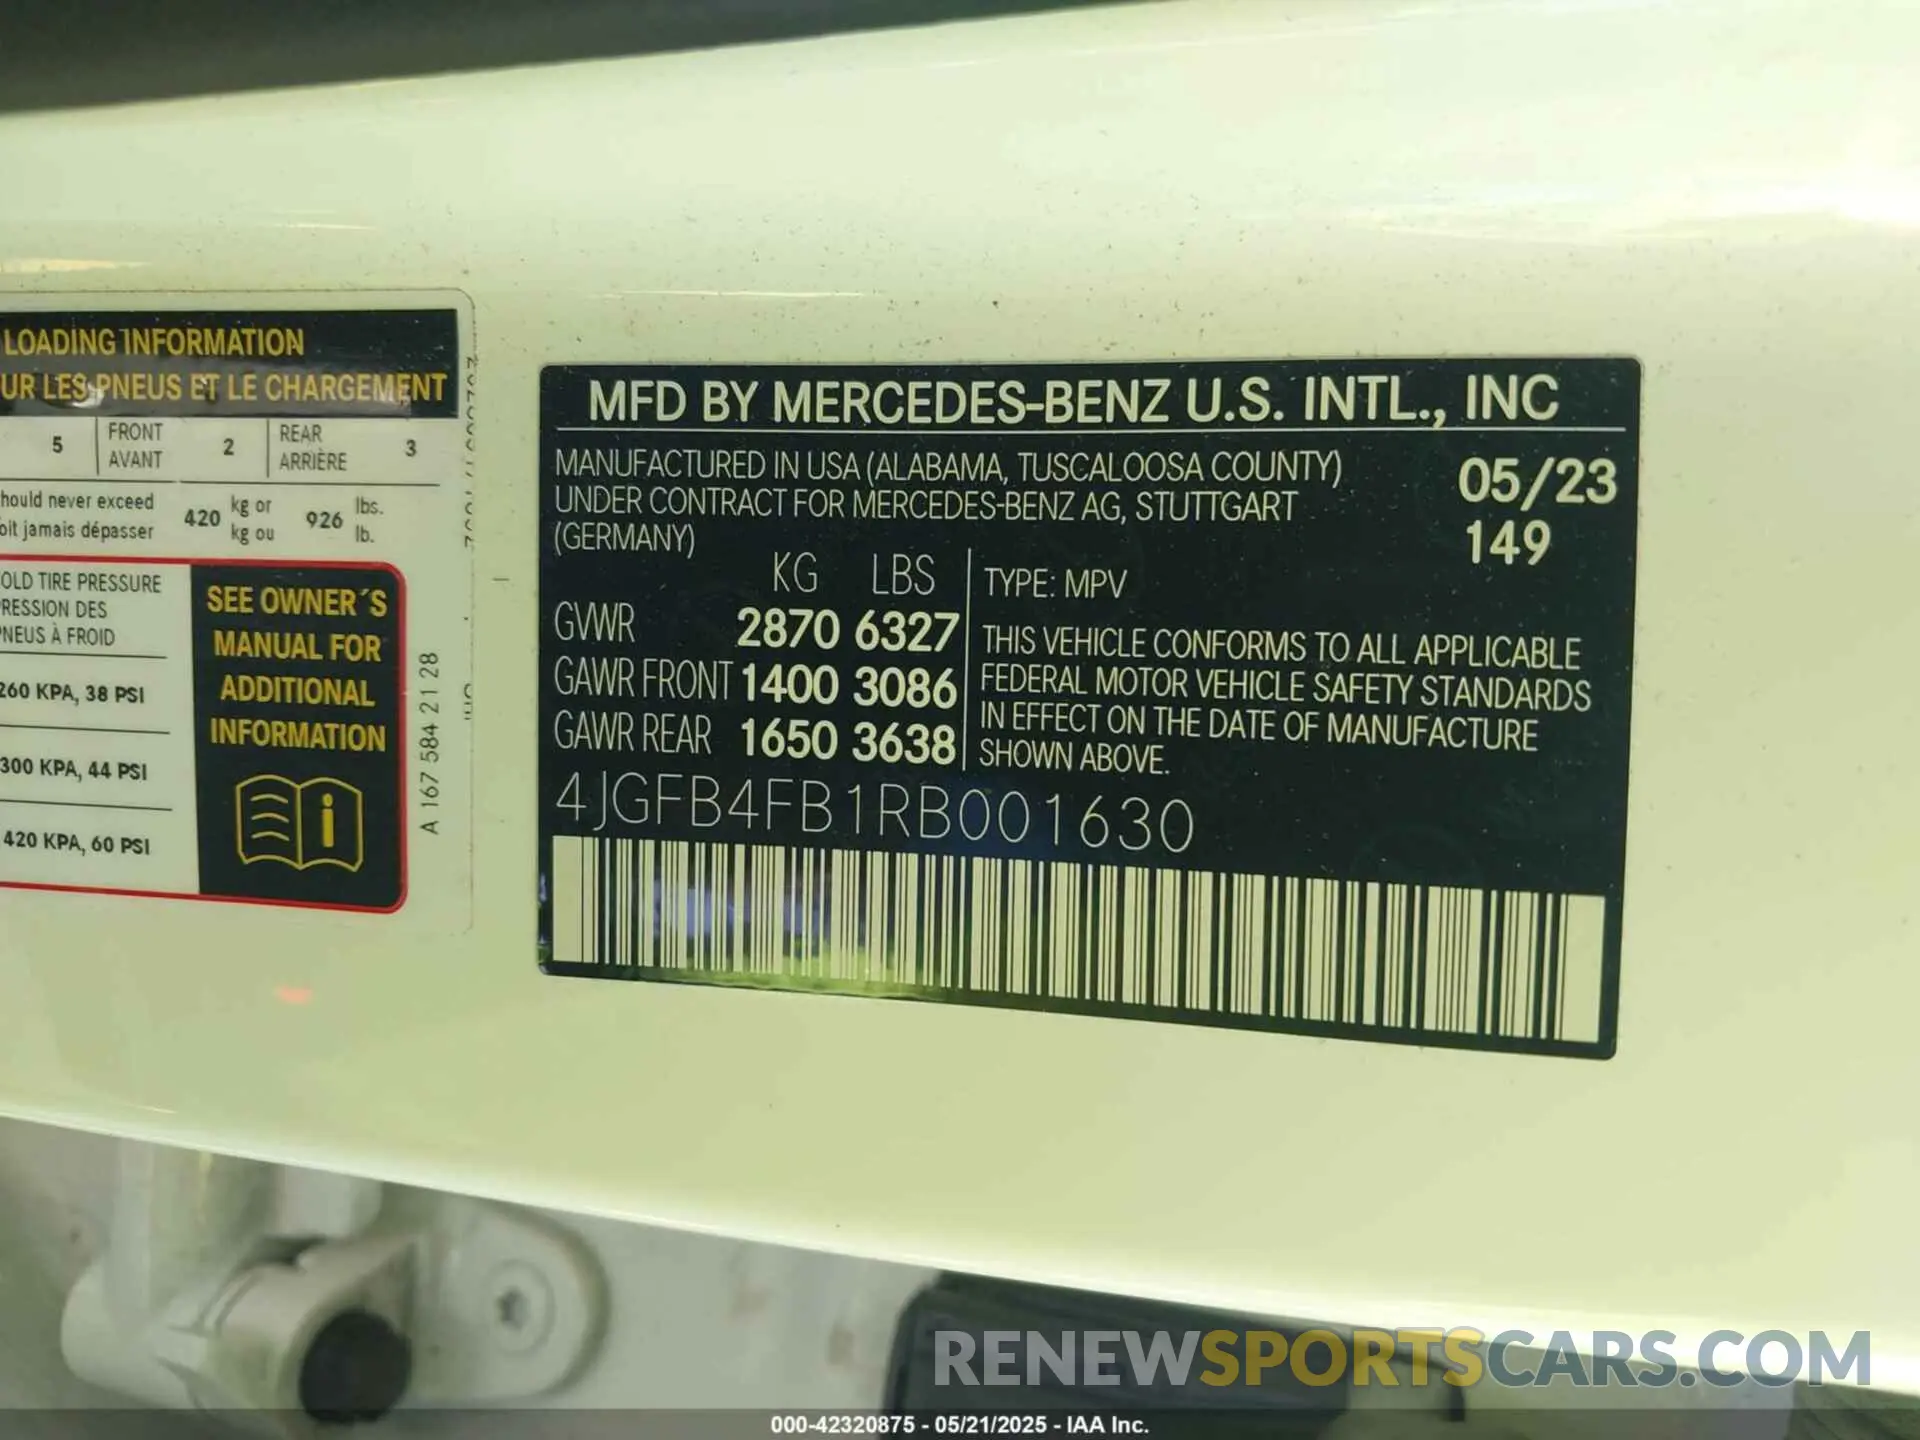 LOADING INFORMATION
UR LES PNEUS ET LE CHARGEMENT
5 FRONT AVANT 2 REAR ARRIÈRE 3
hould never exceed
oit jamais dépasser
420 kg or kg ou 926 lbs. lb.
OLD TIRE PRESSURE
RESSION DES
NEUS À FROID
260 KPA, 38 PSI
300 KPA, 44 PSI
420 KPA, 60 PSI
SEE OWNER´S
MANUAL FOR
ADDITIONAL
INFORMATION
i
A 167 584 21 28
MFD BY MERCEDES-BENZ U.S. INTL., INC
MANUFACTURED IN USA (ALABAMA, TUSCALOOSA COUNTY)
UNDER CONTRACT FOR MERCEDES-BENZ AG, STUTTGART
(GERMANY)
05/23
149
KG LBS
GVWR 2870 6327
GAWR FRONT 1400 3086
GAWR REAR 1650 3638
TYPE: MPV
THIS VEHICLE CONFORMS TO ALL APPLICABLE
FEDERAL MOTOR VEHICLE SAFETY STANDARDS
IN EFFECT ON THE DATE OF MANUFACTURE
SHOWN ABOVE.
4JGFB4FB1RB001630
RENEWSPORTSCARS.COM
000-42320875 - 05/21/2025 - IAA Inc.